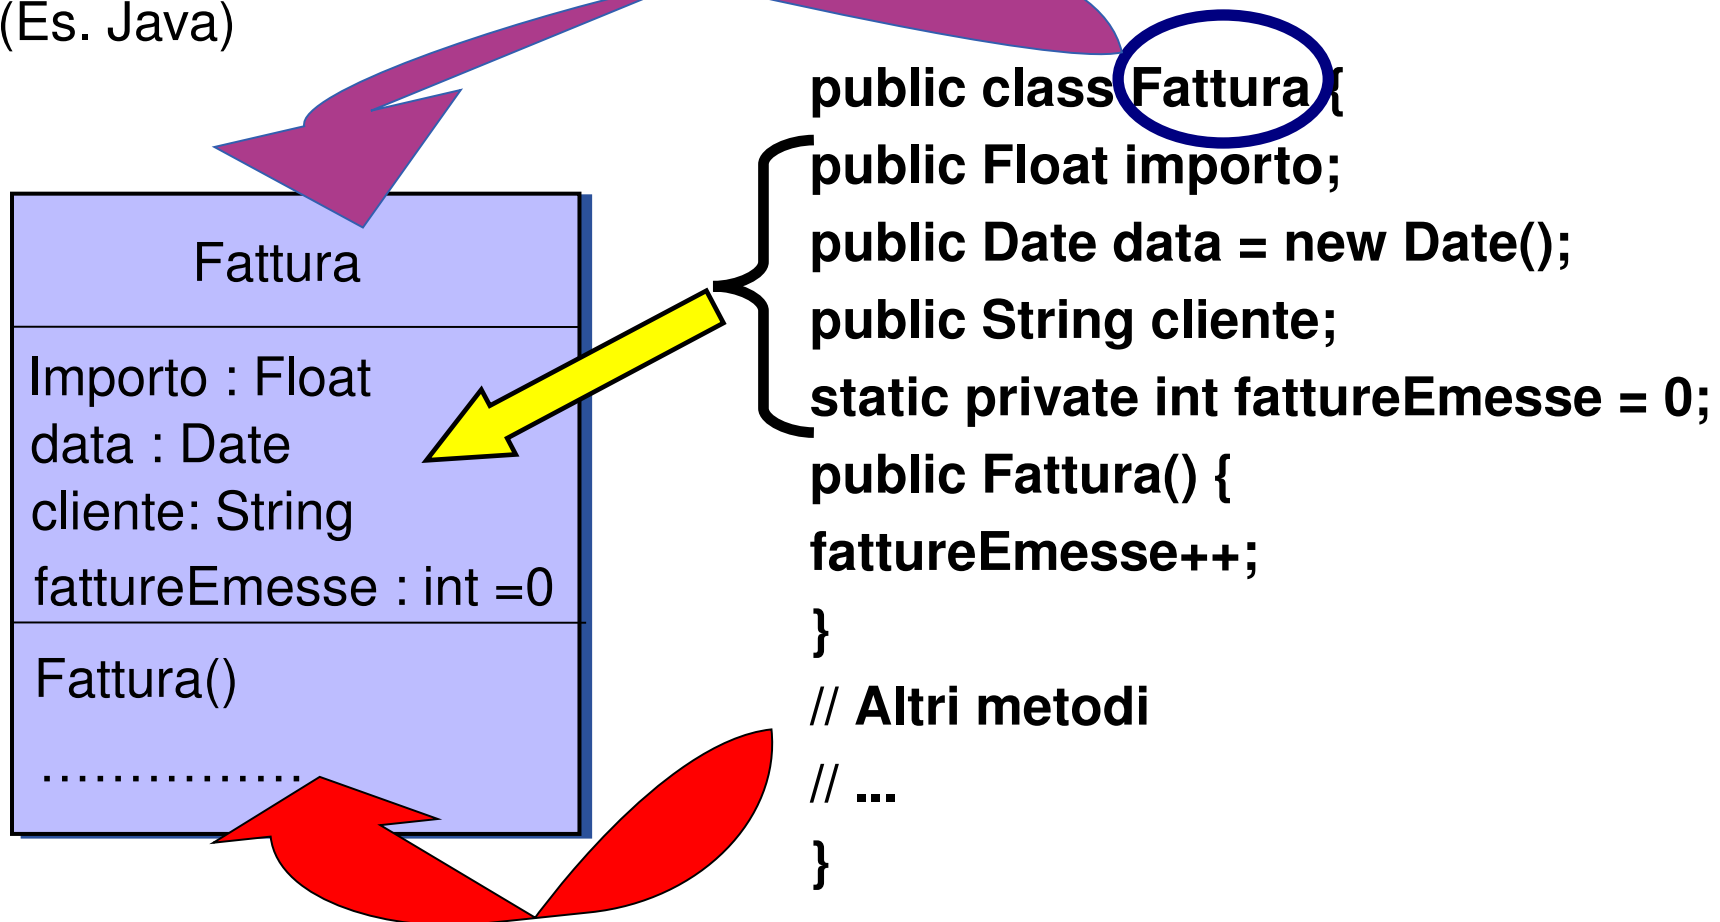 (Es. Java)
Fattura
Importo : Float
data : Date
cliente: String
fattureEmesse : int =0
Fattura()
...............
public class Fattura {
public Float importo;
public Date data = new Date();
public String cliente;
static private int fattureEmesse = 0;
public Fattura() {
fattureEmesse++;
}
// Altri metodi
// ...
}